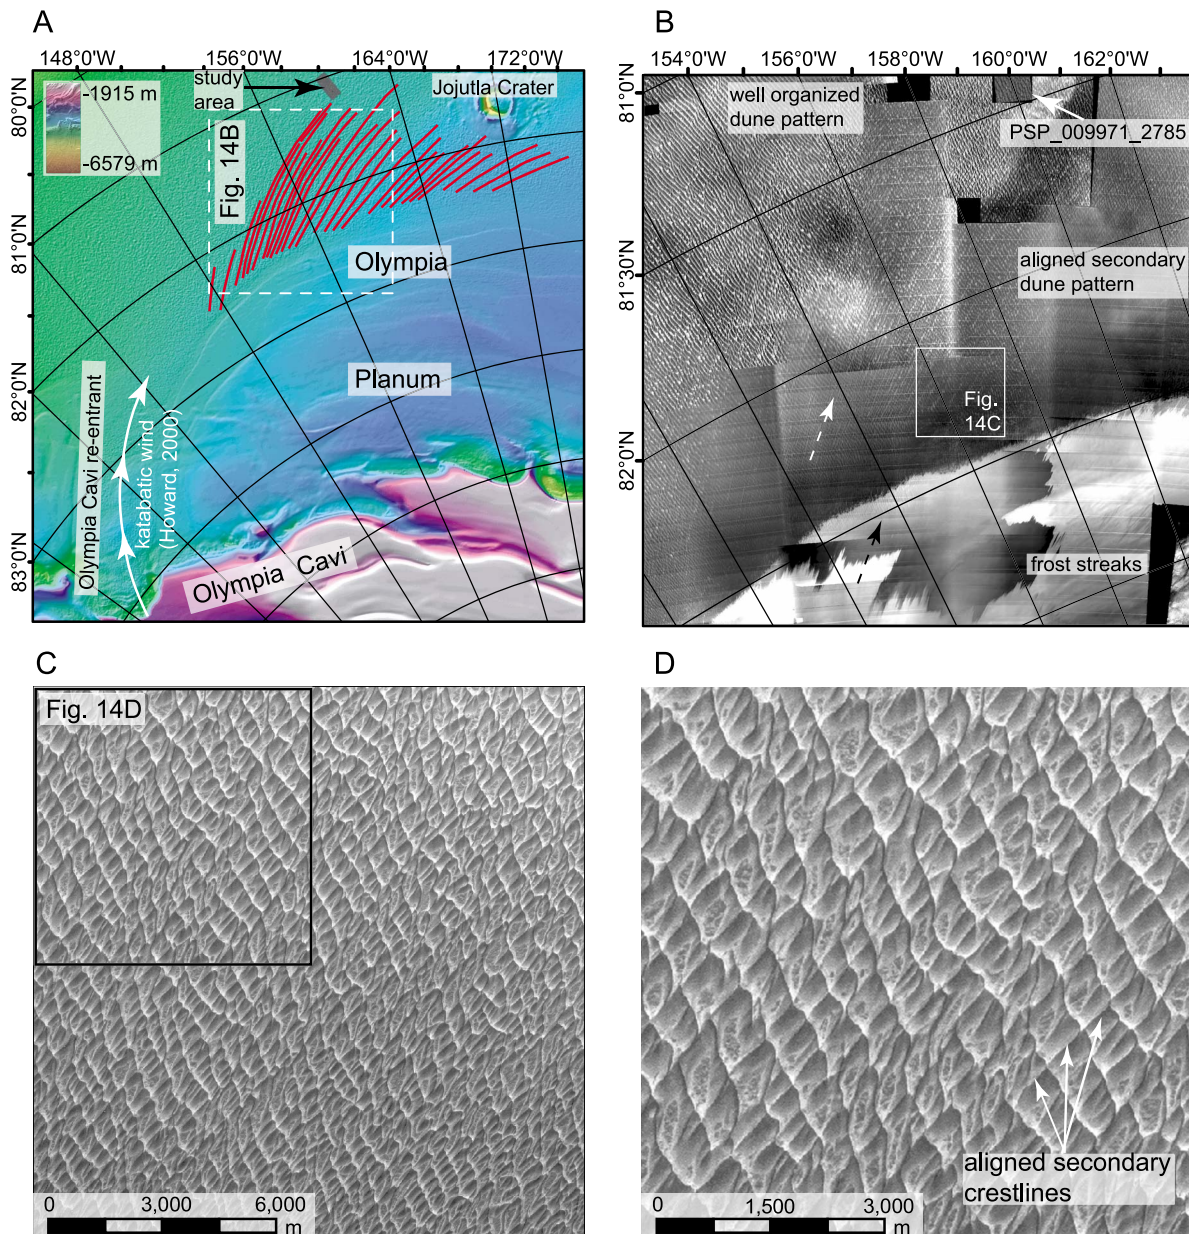 A
148°0'W
156°0'W
164°0'W
172°0'W
80°0'N
81°0'N
82°0'N
83°0'N
-1915 m
-6579 m
study
area
Jojutla Crater
Fig. 14B
Olympia
Planum
Olympia Cavi re-entrant
katabatic wind
(Howard, 2000)
Olympia Cavi
B
154°0'W
156°0'W
158°0'W
160°0'W
162°0'W
81°0'N
81°30'N
82°0'N
well organized
dune pattern
PSP_009971_2785
aligned secondary
dune pattern
Fig.
14C
frost streaks
C
Fig. 14D
0 3,000 6,000
m
D
aligned secondary
crestlines
0 1,500 3,000
m